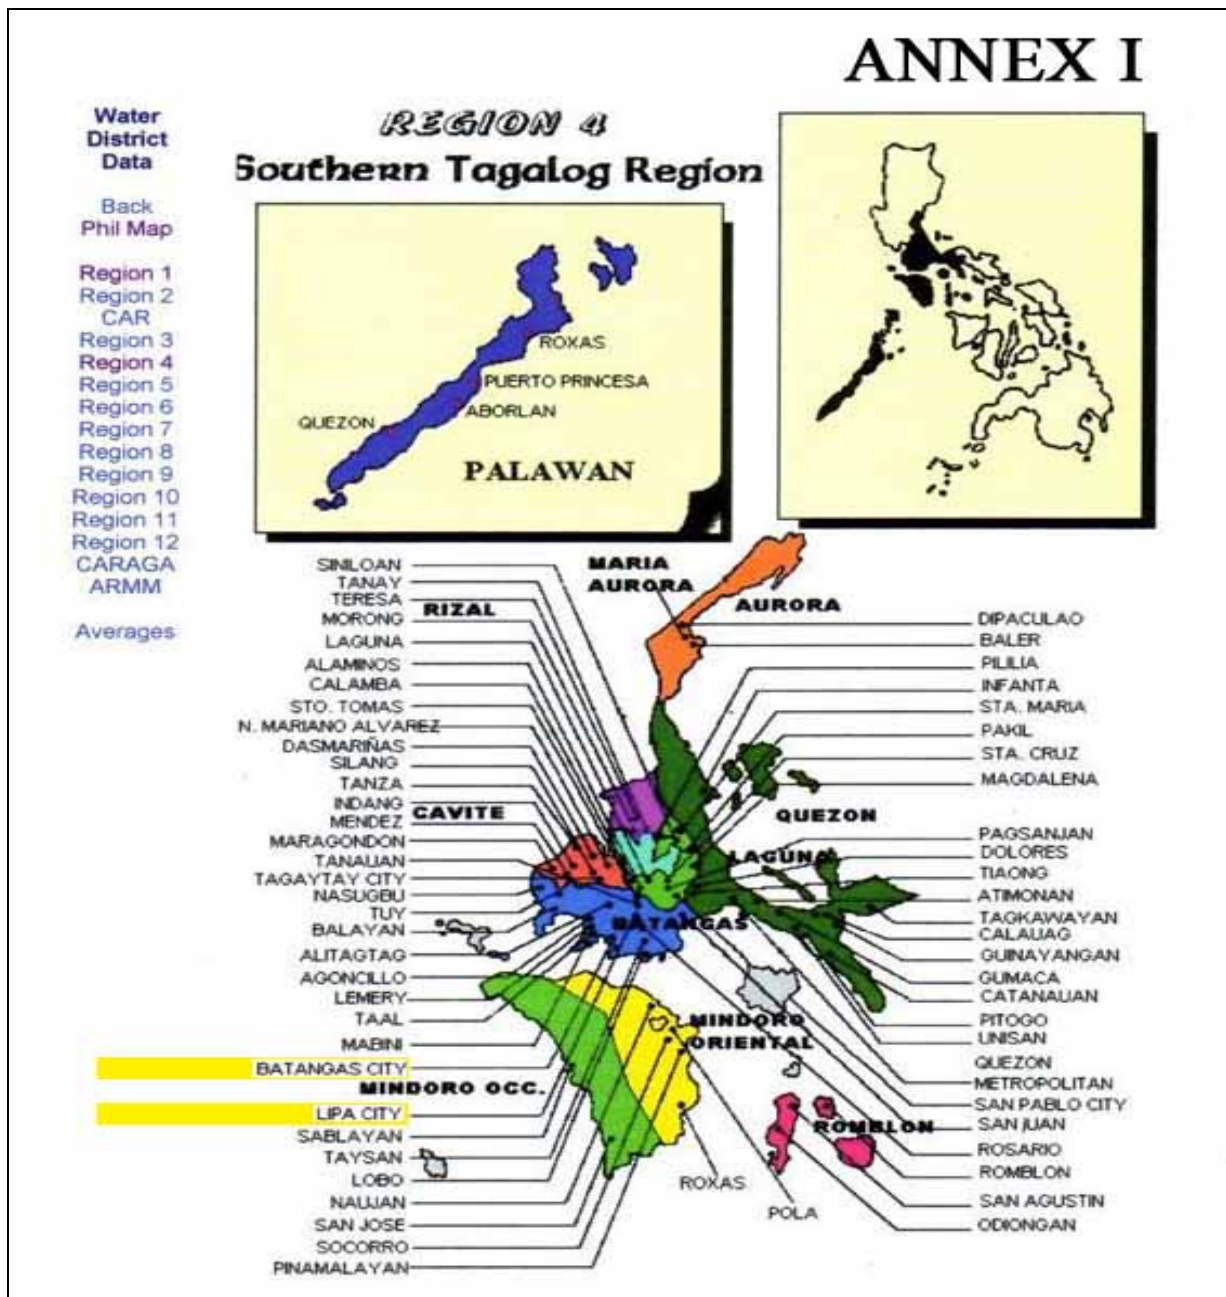 ANNEX I
Water
District
Data
Back
Phil Map
Region 1
Region 2
CAR
Region 3
Region 4
Region 5
Region 6
Region 7
Region 8
Region 9
Region 10
Region 11
Region 12
CARAGA
ARMM
Averages
REGION 4
Southern Tagalog Region
ROXAS
PUERTO PRINCESA
ABORLAN
QUEZON
PALAWAN
MARIA
AURORA
AURORA
RIZAL
CAVITE
QUEZON
LAGUNA
BATANGAS
MINDORO
ORIENTAL
MINDORO OCC.
ROMBLON
SINILOAN
TANAY
TERESA
MORONG
LAGUNA
ALAMINOS
CALAMBA
STO. TOMAS
N. MARIANO ALVAREZ
DASMARIÑAS
SILANG
TANZA
INDANG
MENDEZ
MARAGONDON
TANAUAN
TAGAYTAY CITY
NASUGBU
TUY
BALAYAN
ALITAGTAG
AGONCILLO
LEMERY
TAAL
MABINI
BATANGAS CITY
LIPA CITY
SABLAYAN
TAYSAN
LOBO
NAUJAN
SAN JOSE
SOCORRO
PINAMALAYAN
ROXAS
POLA
DIPACULAO
BALER
PILILIA
INFANTA
STA. MARIA
PAKIL
STA. CRUZ
MAGDALENA
PAGSANJAN
DOLORES
TIAONG
ATIMONAN
TAGKAWAYAN
CALAUAG
GUINAYANGAN
GUMACA
CATANAUAN
PITOGO
UNISAN
QUEZON
METROPOLITAN
SAN PABLO CITY
SAN JUAN
ROSARIO
ROMBLON
SAN AGUSTIN
ODIONGAN